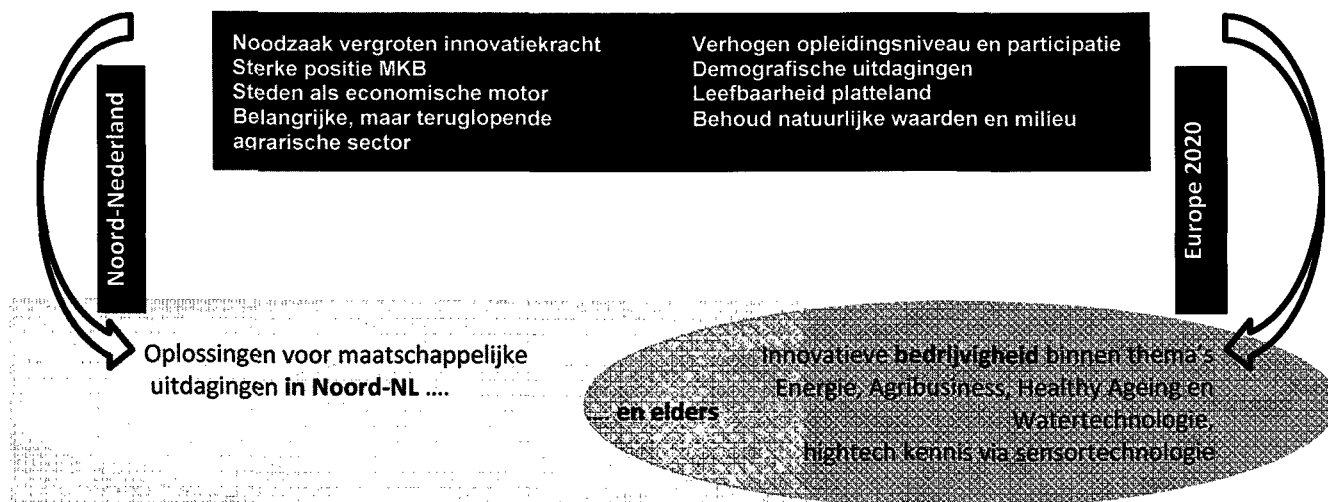 Noodzaak vergroten innovatiekracht
Sterke positie MKB
Steden als economische motor
Belangrijke, maar teruglopende
agrarische sector
Verhogen opleidingsniveau en participatie
Demografische uitdagingen
Leefbaarheid platteland
Behoud natuurlijke waarden en milieu
Noord-Nederland
Europe 2020
Oplossingen voor maatschappelijke
uitdagingen in Noord-NL ....
.... en elders
Innovatieve bedrijvigheid binnen thema's
Energie, Agribusiness, Healthy Ageing en
Watertechnologie,
hightech kennis via sensortechnologie